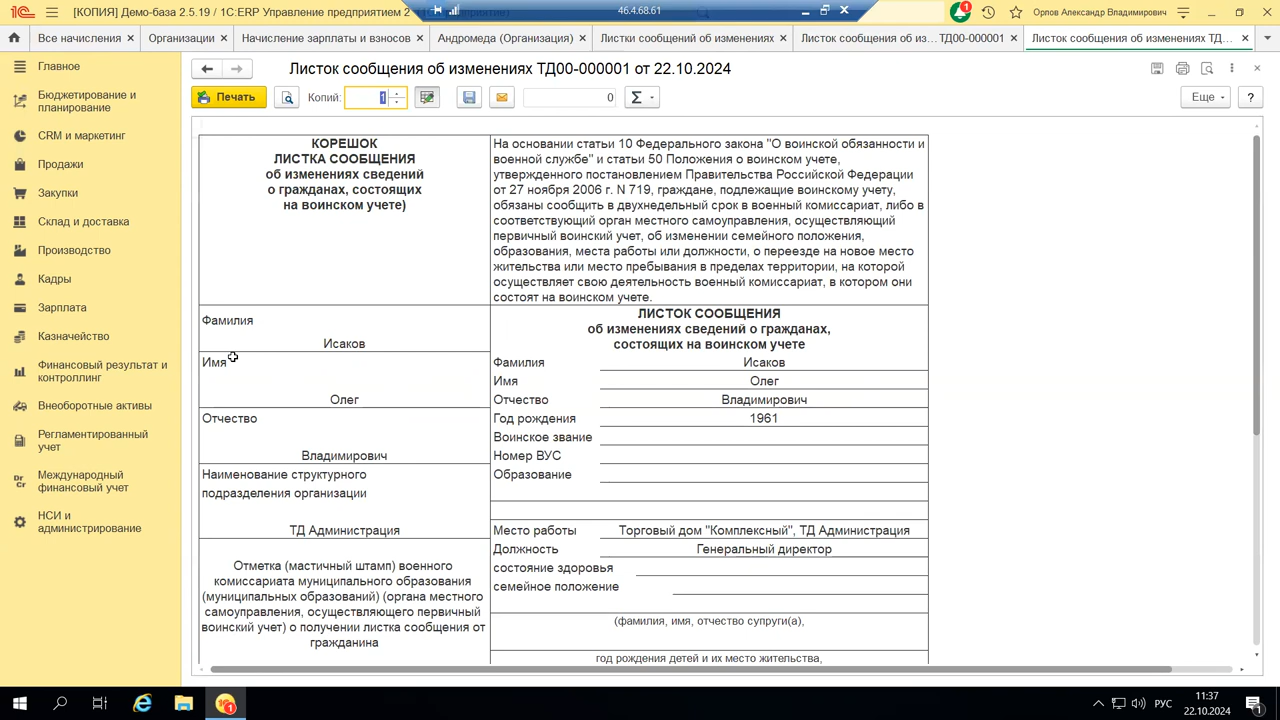 [КОПИЯ] Демо-база 2.5.19 / 1С:ERP Управление предприятием 2
46.4.68.61
Орлов Александр Владимирович
Все начисления
Организации
Начисление зарплаты и взносов
Андромеда (Организация)
Листки сообщений об изменениях
Листок сообщения об из... ТД00-000001
Листок сообщения об изменениях ТД...
Главное
Бюджетирование и
планирование
CRM и маркетинг
Продажи
Закупки
Склад и доставка
Производство
Кадры
Зарплата
Казначейство
Финансовый результат и
контроллинг
Внеоборотные активы
Регламентированный
учет
Международный
финансовый учет
НСИ и
администрирование
Листок сообщения об изменениях ТД00-000001 от 22.10.2024
Печать
Копий:
1
0
Еще
?
КОРЕШОК
ЛИСТКА СООБЩЕНИЯ
об изменениях сведений
о гражданах, состоящих
на воинском учете)
Фамилия
Исаков
Имя
Олег
Отчество
Владимирович
Наименование структурного
подразделения организации
ТД Администрация
Отметка (мастичный штамп) военного
комиссариата муниципального образования
(муниципальных образований) (органа местного
самоуправления, осуществляющего первичный
воинский учет) о получении листка сообщения от
гражданина
На основании статьи 10 Федерального закона "О воинской обязанности и
военной службе" и статьи 50 Положения о воинском учете,
утвержденного постановлением Правительства Российской Федерации
от 27 ноября 2006 г. N 719, граждане, подлежащие воинскому учету,
обязаны сообщить в двухнедельный срок в военный комиссариат, либо в
соответствующий орган местного самоуправления, осуществляющий
первичный воинский учет, об изменении семейного положения,
образования, места работы или должности, о переезде на новое место
жительства или место пребывания в пределах территории, на которой
осуществляет свою деятельность военный комиссариат, в котором они
состоят на воинском учете.
ЛИСТОК СООБЩЕНИЯ
об изменениях сведений о гражданах,
состоящих на воинском учете
Фамилия Исаков
Имя Олег
Отчество Владимирович
Год рождения 1961
Воинское звание
Номер ВУС
Образование
Место работы Торговый дом "Комплексный", ТД Администрация
Должность Генеральный директор
состояние здоровья
семейное положение
(фамилия, имя, отчество супруги(а),
год рождения детей и их место жительства,
РУС
11:37
22.10.2024